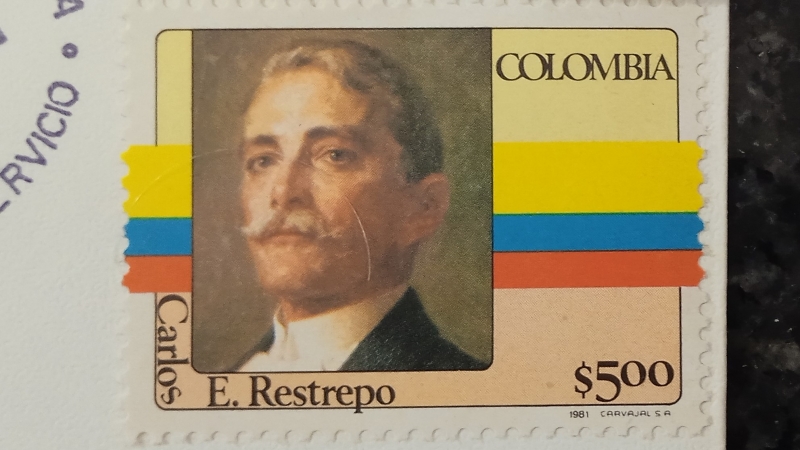 COLOMBIA
Carlos
E. Restrepo
$5.00
1981 CARVAJAL S.A
RVICIO